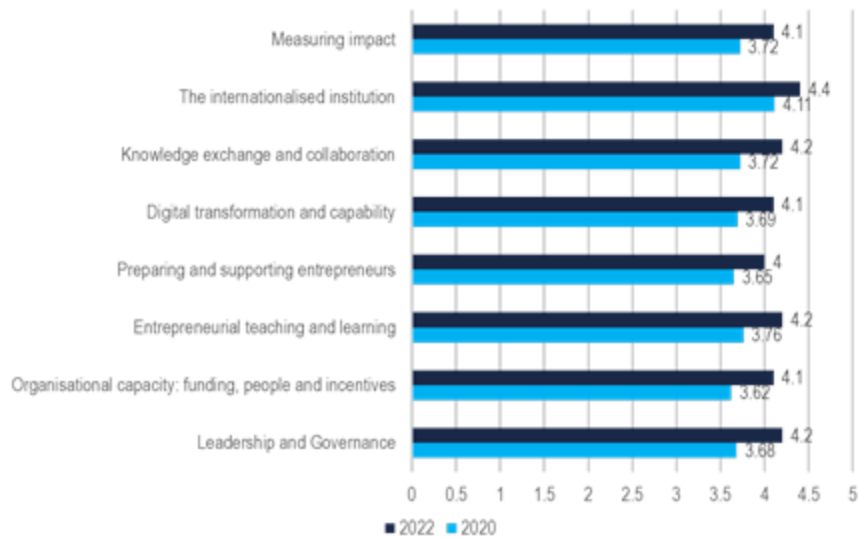 Measuring impact
4.1
3.72
The internationalised institution
4.4
4.11
Knowledge exchange and collaboration
4.2
3.72
Digital transformation and capability
4.1
3.69
Preparing and supporting entrepreneurs
4
3.65
Entrepreneurial teaching and learning
4.2
3.76
Organisational capacity: funding, people and incentives
4.1
3.62
Leadership and Governance
4.2
3.68
0 0.5 1 1.5 2 2.5 3 3.5 4 4.5 5
2022 2020